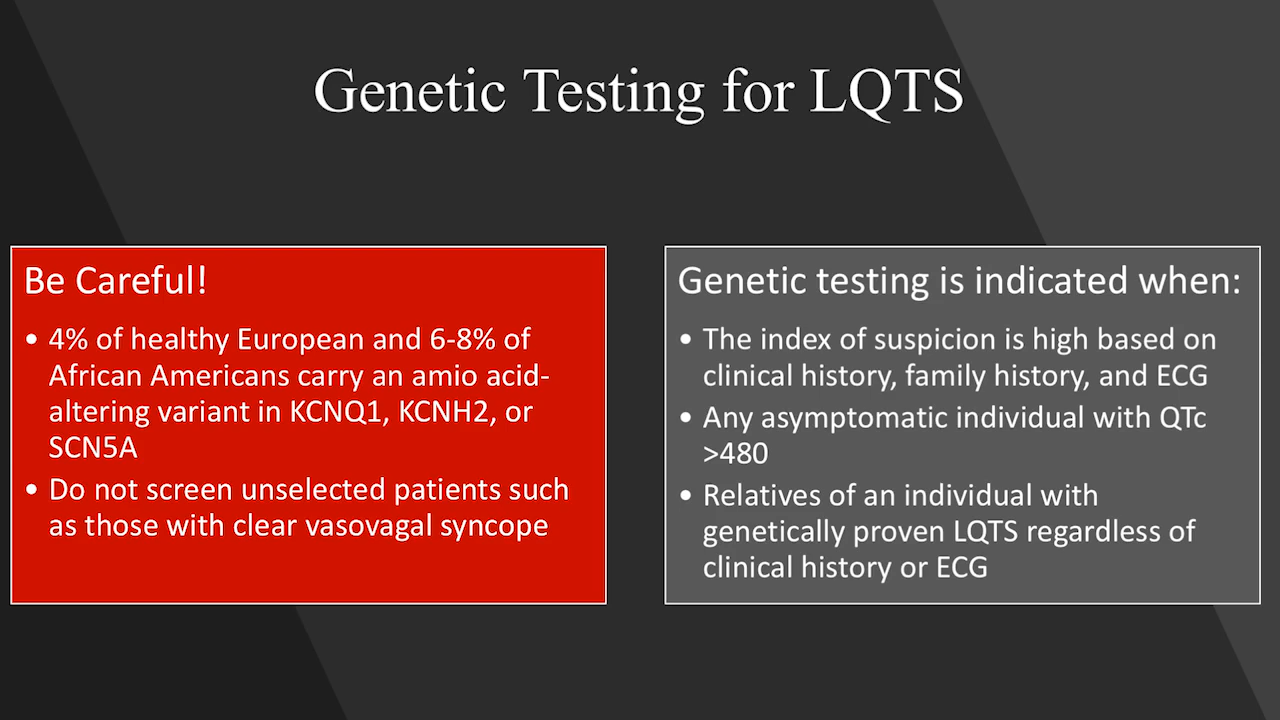 Genetic Testing for LQTS
Be Careful!
• 4% of healthy European and 6-8% of
African Americans carry an amio acid-
altering variant in KCNQ1, KCNH2, or
SCN5A
• Do not screen unselected patients such
as those with clear vasovagal syncope
Genetic testing is indicated when:
• The index of suspicion is high based on
clinical history, family history, and ECG
• Any asymptomatic individual with QTc
>480
• Relatives of an individual with
genetically proven LQTS regardless of
clinical history or ECG